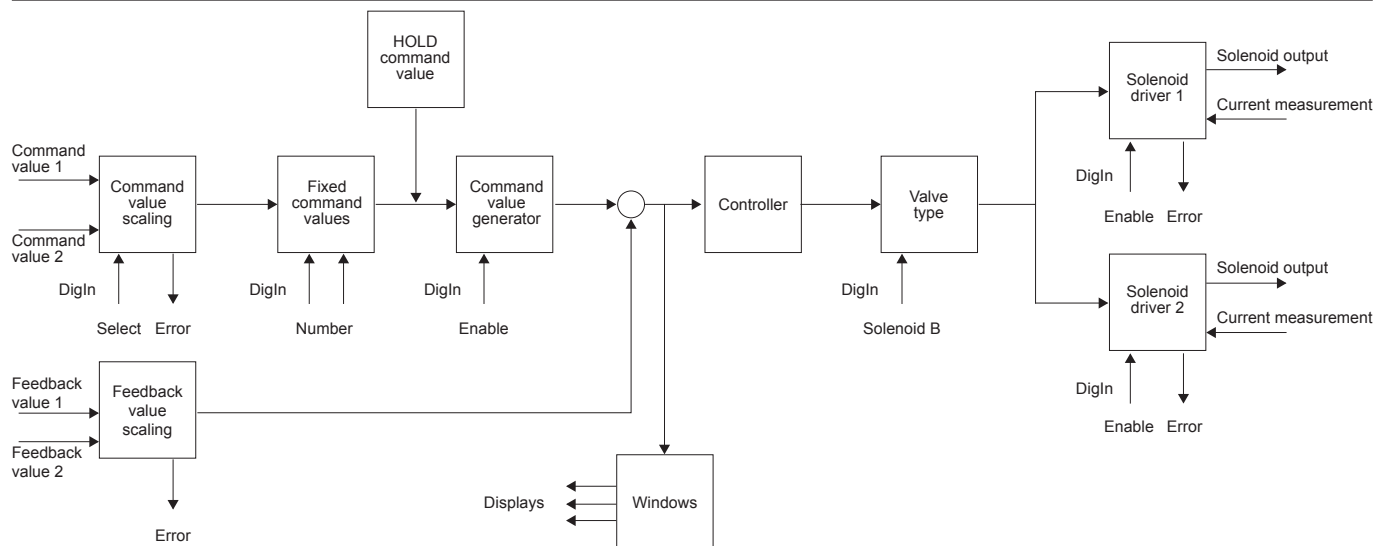 HOLD
command
value
Command
value 1
Command
value 2
Command
value
scaling
DigIn
Select
Error
Fixed
command
values
DigIn
Number
Command
value
generator
DigIn
Enable
Controller
Valve
type
DigIn
Solenoid B
Solenoid
driver 1
Solenoid output
Current measurement
DigIn
Enable
Error
Solenoid
driver 2
Solenoid output
Current measurement
DigIn
Enable
Error
Feedback
value 1
Feedback
value 2
Feedback
value
scaling
Error
Displays
Windows